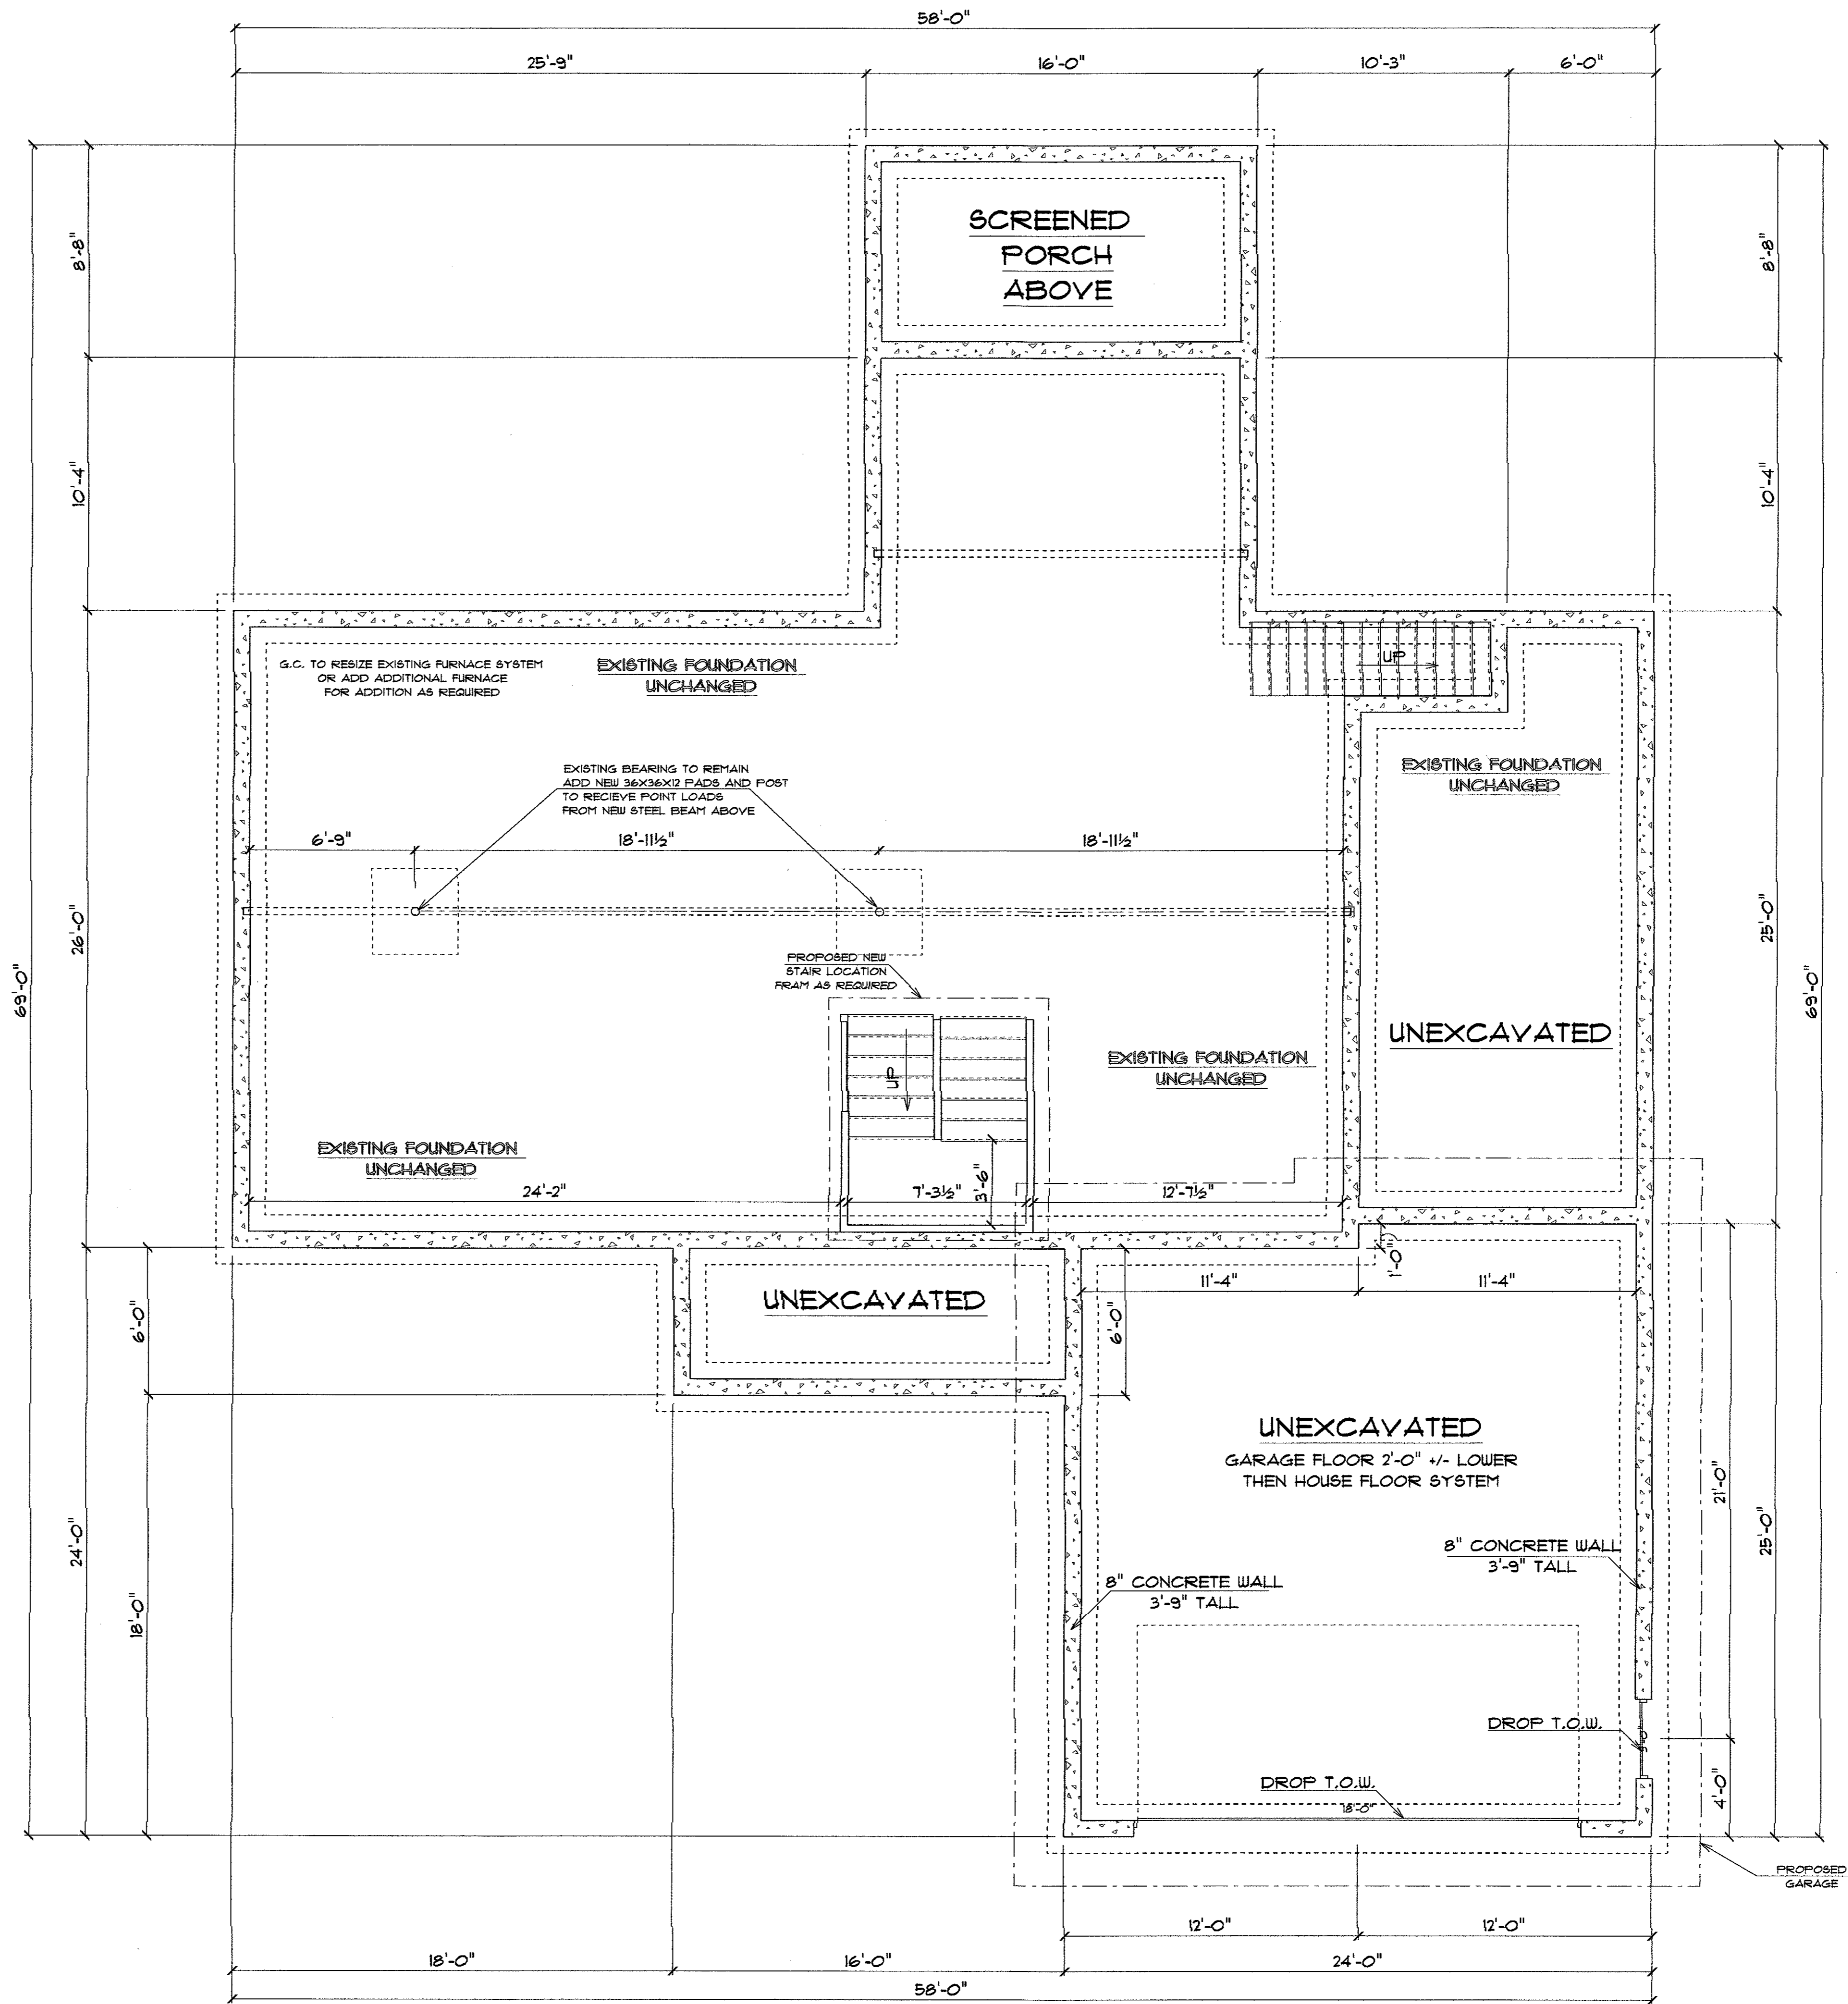 58'-0"
25'-9"
16'-0"
10'-3"
6'-0"
SCREENED
PORCH
ABOVE
8'-8"
8'-8"
10'-4"
10'-4"
G.C. TO RESIZE EXISTING FURNACE SYSTEM
OR ADD ADDITIONAL FURNACE
FOR ADDITION AS REQUIRED
EXISTING FOUNDATION
UNCHANGED
UP
EXISTING FOUNDATION
UNCHANGED
EXISTING BEARING TO REMAIN
ADD NEW 36X36X12 PADS AND POST
TO RECIEVE POINT LOADS
FROM NEW STEEL BEAM ABOVE
6'-9"
18'-11½"
18'-11½"
26'-0"
25'-0"
69'-0"
69'-0"
PROPOSED NEW
STAIR LOCATION
FRAM AS REQUIRED
UNEXCAVATED
UP
EXISTING FOUNDATION
UNCHANGED
EXISTING FOUNDATION
UNCHANGED
24'-2"
7'-3½"
3'-6"
12'-7½"
1'-0"
11'-4"
11'-4"
UNEXCAVATED
6'-0"
6'-0"
UNEXCAVATED
GARAGE FLOOR 2'-0" +/- LOWER
THEN HOUSE FLOOR SYSTEM
21'-0"
25'-0"
24'-0"
18'-0"
8" CONCRETE WALL
3'-9" TALL
8" CONCRETE WALL
3'-9" TALL
DROP T.O.W.
DROP T.O.W.
18'-0"
4'-0"
PROPOSED
GARAGE
12'-0"
12'-0"
18'-0"
16'-0"
24'-0"
58'-0"